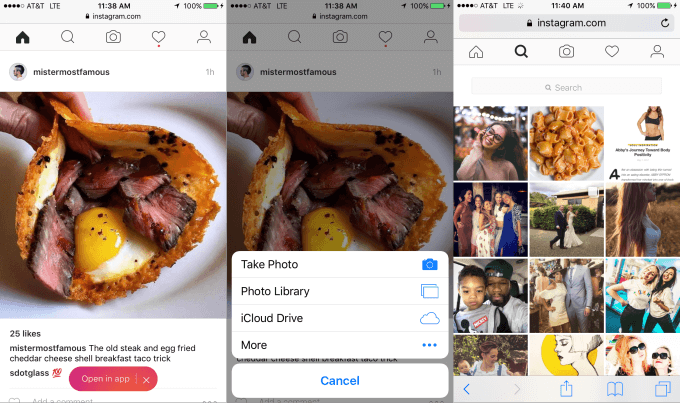 AT&T LTE 11:38 AM 100%
instagram.com
mistermostfamous 1h
25 likes
mistermostfamous The old steak and egg fried
cheddar cheese shell breakfast taco trick
sdotglass 💯
Open in app ×
Add a comment...
AT&T LTE 11:38 AM 100%
instagram.com
mistermostfamous 1h
Take Photo
Photo Library
iCloud Drive
More
cheddar cheese shell breakfast taco trick
Cancel
Add a comment...
AT&T LTE 11:40 AM 100%
instagram.com
Search
Abby's Journey Toward Body
Positivity